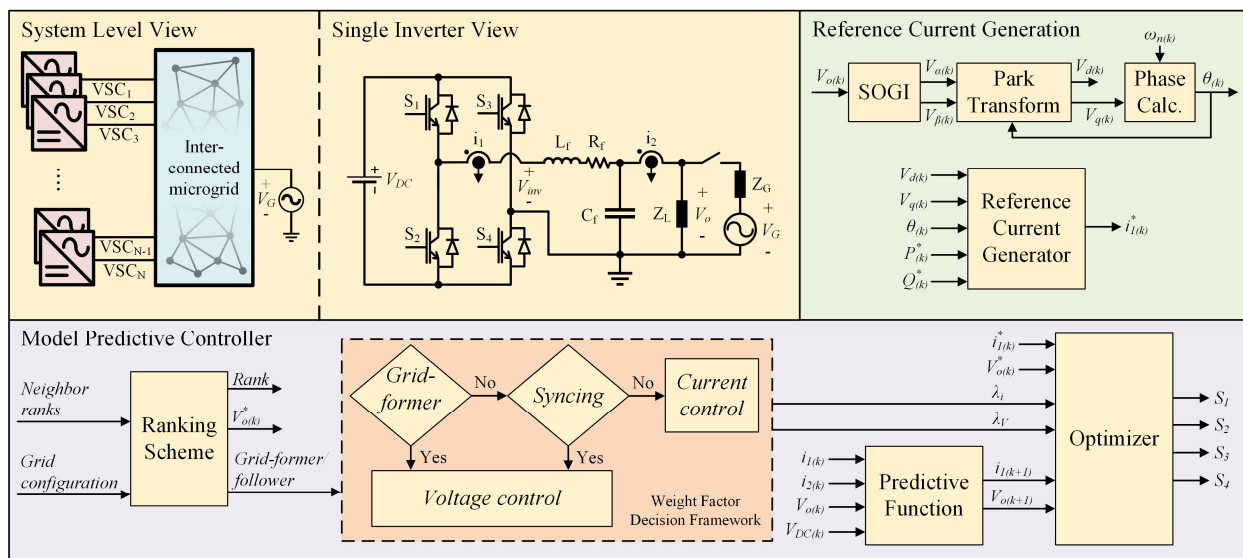 System Level View
VSC1
VSC2
VSC3
VSCN-1
VSCN
Inter-
connected
microgrid
+
VG
-
Single Inverter View
VDC
+
S1
S3
S2
S4
i1
Lf
Rf
i2
+
Vinv
-
Cf
ZL
+
Vo
-
ZG
+
VG
-
Reference Current Generation
Vo(k)
SOGI
Vα(k)
Vβ(k)
Park
Transform
Vd(k)
Vq(k)
ωn(k)
Phase
Calc.
θ(k)
Vd(k)
Vq(k)
θ(k)
P*(k)
Q*(k)
Reference
Current
Generator
i*1(k)
Model Predictive Controller
Neighbor
ranks
Grid
configuration
Ranking
Scheme
Rank
V*o(k)
Grid-former/
follower
Grid-
former
No
Syncing
No
Current
control
Yes
Yes
Voltage control
Weight Factor
Decision Framework
i*1(k)
V*o(k)
λi
λV
i1(k)
i2(k)
Vo(k)
VDC(k)
Predictive
Function
i1(k+1)
Vo(k+1)
Optimizer
S1
S2
S3
S4